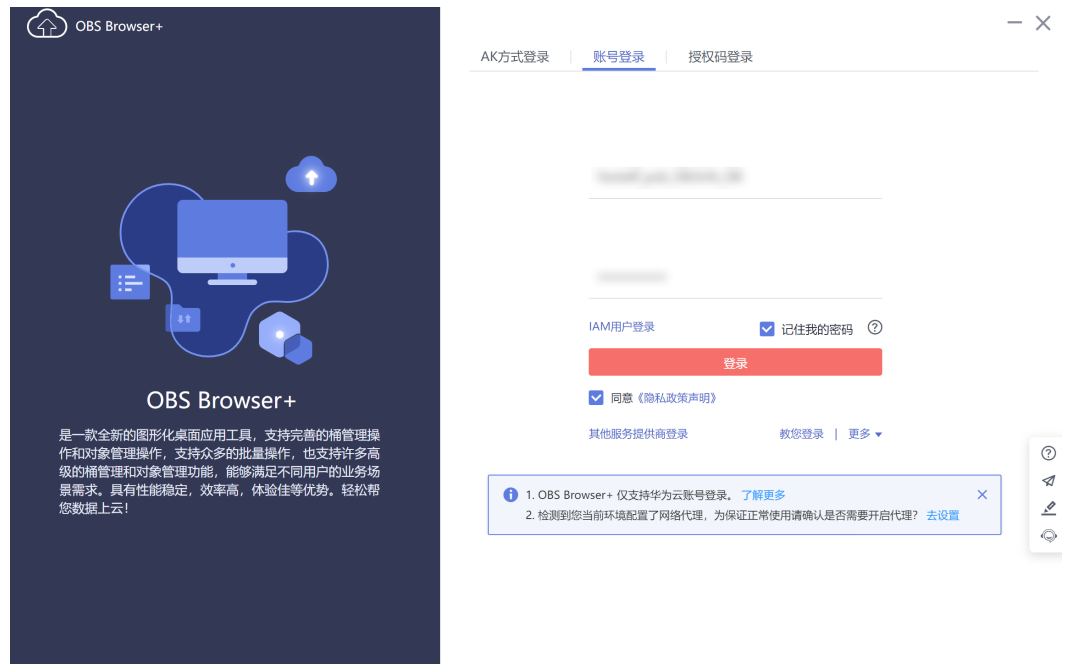 OBS Browser+
AK方式登录
账号登录
授权码登录
IAM用户登录
记住我的密码
登录
同意《隐私政策声明》
其他服务提供商登录
教您登录 | 更多
1. OBS Browser+ 仅支持华为云账号登录。 了解更多
2. 检测到您当前环境配置了网络代理，为保证正常使用请确认是否需要开启代理？ 去设置
OBS Browser+
是一款全新的图形化桌面应用工具，支持完善的桶管理操
作和对象管理操作，支持众多的批量操作，也支持许多高
级的桶管理和对象管理功能，能够满足不同用户的业务场
景需求。具有性能稳定，效率高，体验佳等优势。轻松帮
您数据上云！